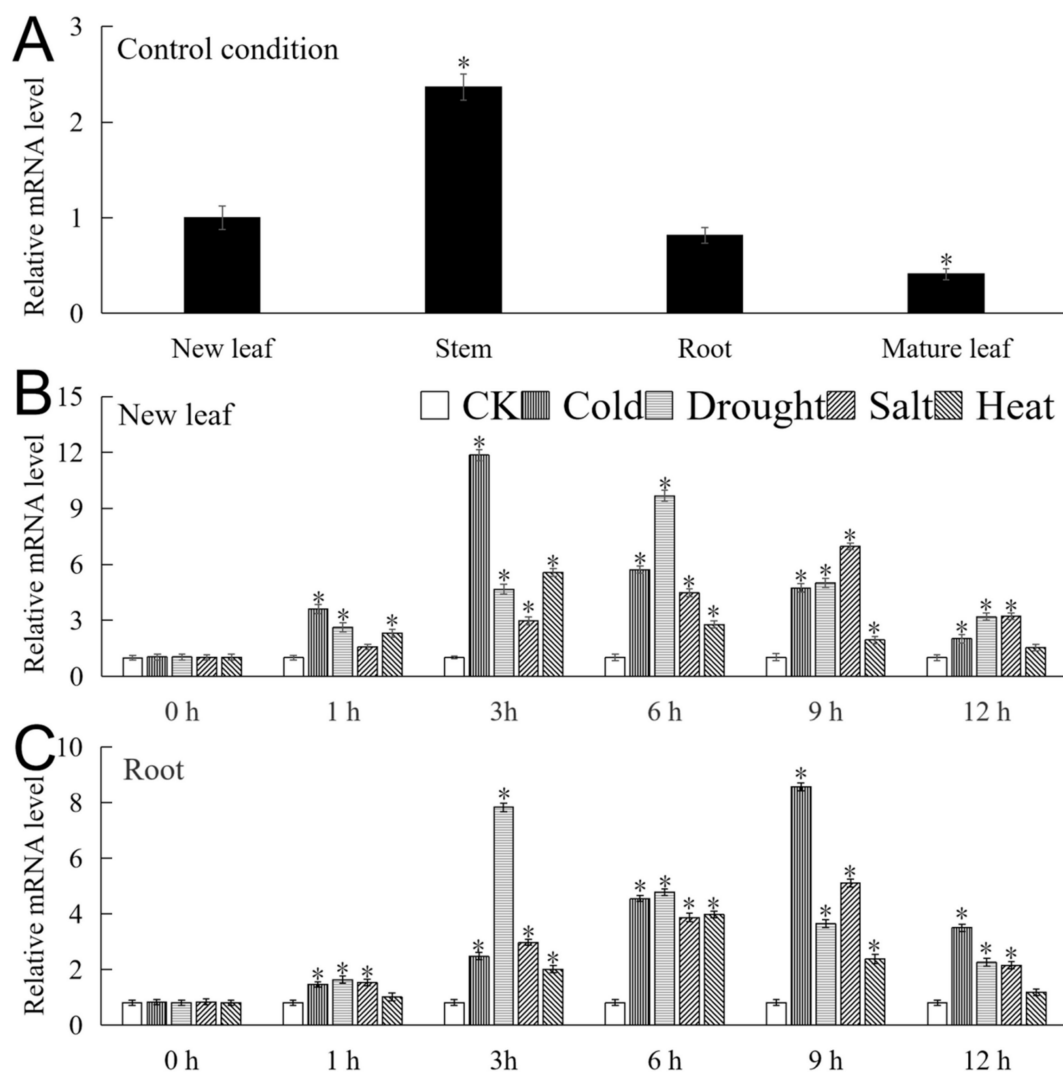 A
Control condition
Relative mRNA level
3
2
1
0
*
*
New leaf Stem Root Mature leaf
B
New leaf
CK Cold Drought Salt Heat
Relative mRNA level
15
12
9
6
3
0
* * *
* * * *
* * * *
* * * *
* * *
0 h 1 h 3h 6 h 9 h 12 h
C
Root
Relative mRNA level
10
8
6
4
2
0
* * *
* * * *
* * * *
* * * *
* * *
0 h 1 h 3h 6 h 9 h 12 h